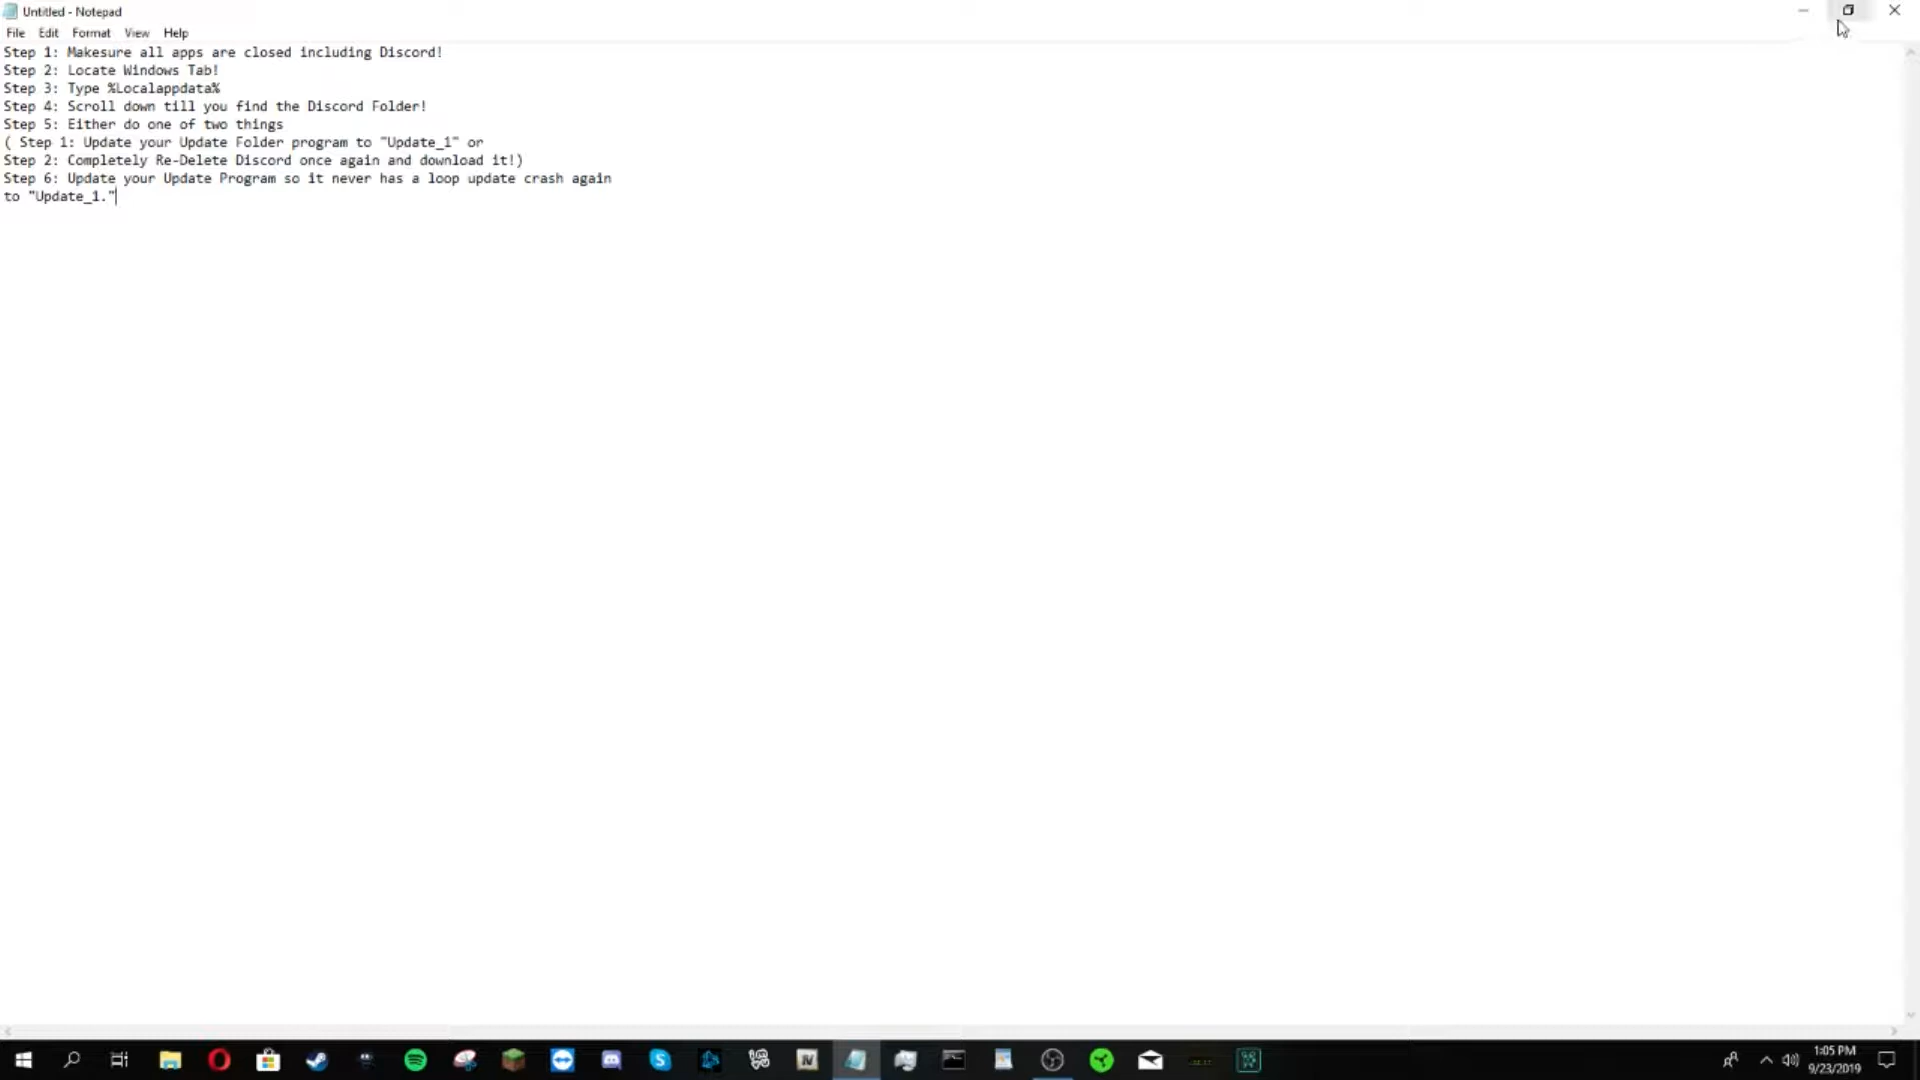 Untitled - Notepad
File Edit Format View Help
Step 1: Makesure all apps are closed including Discord!
Step 2: Locate Windows Tab!
Step 3: Type %Localappdata%
Step 4: Scroll down till you find the Discord Folder!
Step 5: Either do one of two things
( Step 1: Update your Update Folder program to "Update_1" or
Step 2: Completely Re-Delete Discord once again and download it!)
Step 6: Update your Update Program so it never has a loop update crash again
to "Update_1."
1:05 PM
9/23/2019